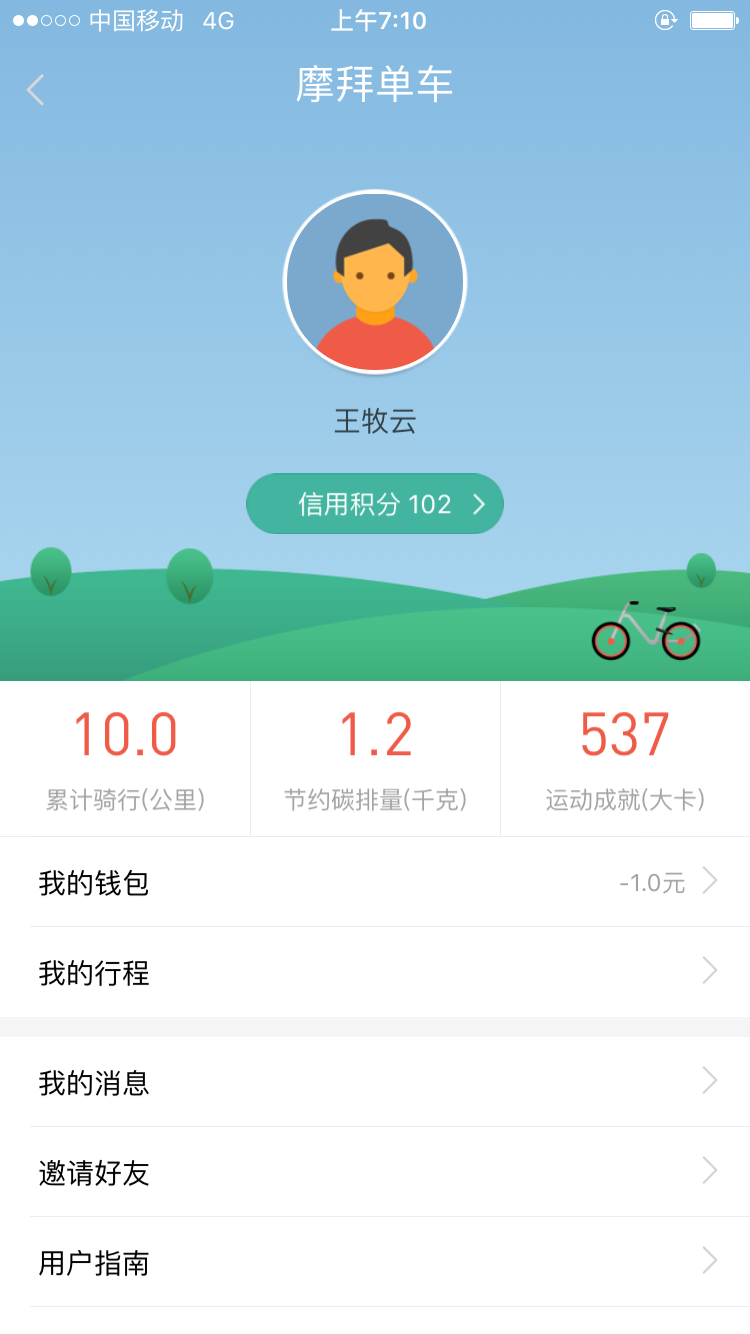 中国移动 4G 上午7:10
摩拜单车
王牧云
信用积分 102
10.0 1.2 537
累计骑行(公里) 节约碳排量(千克) 运动成就(大卡)
我的钱包 -1.0元
我的行程
我的消息
邀请好友
用户指南